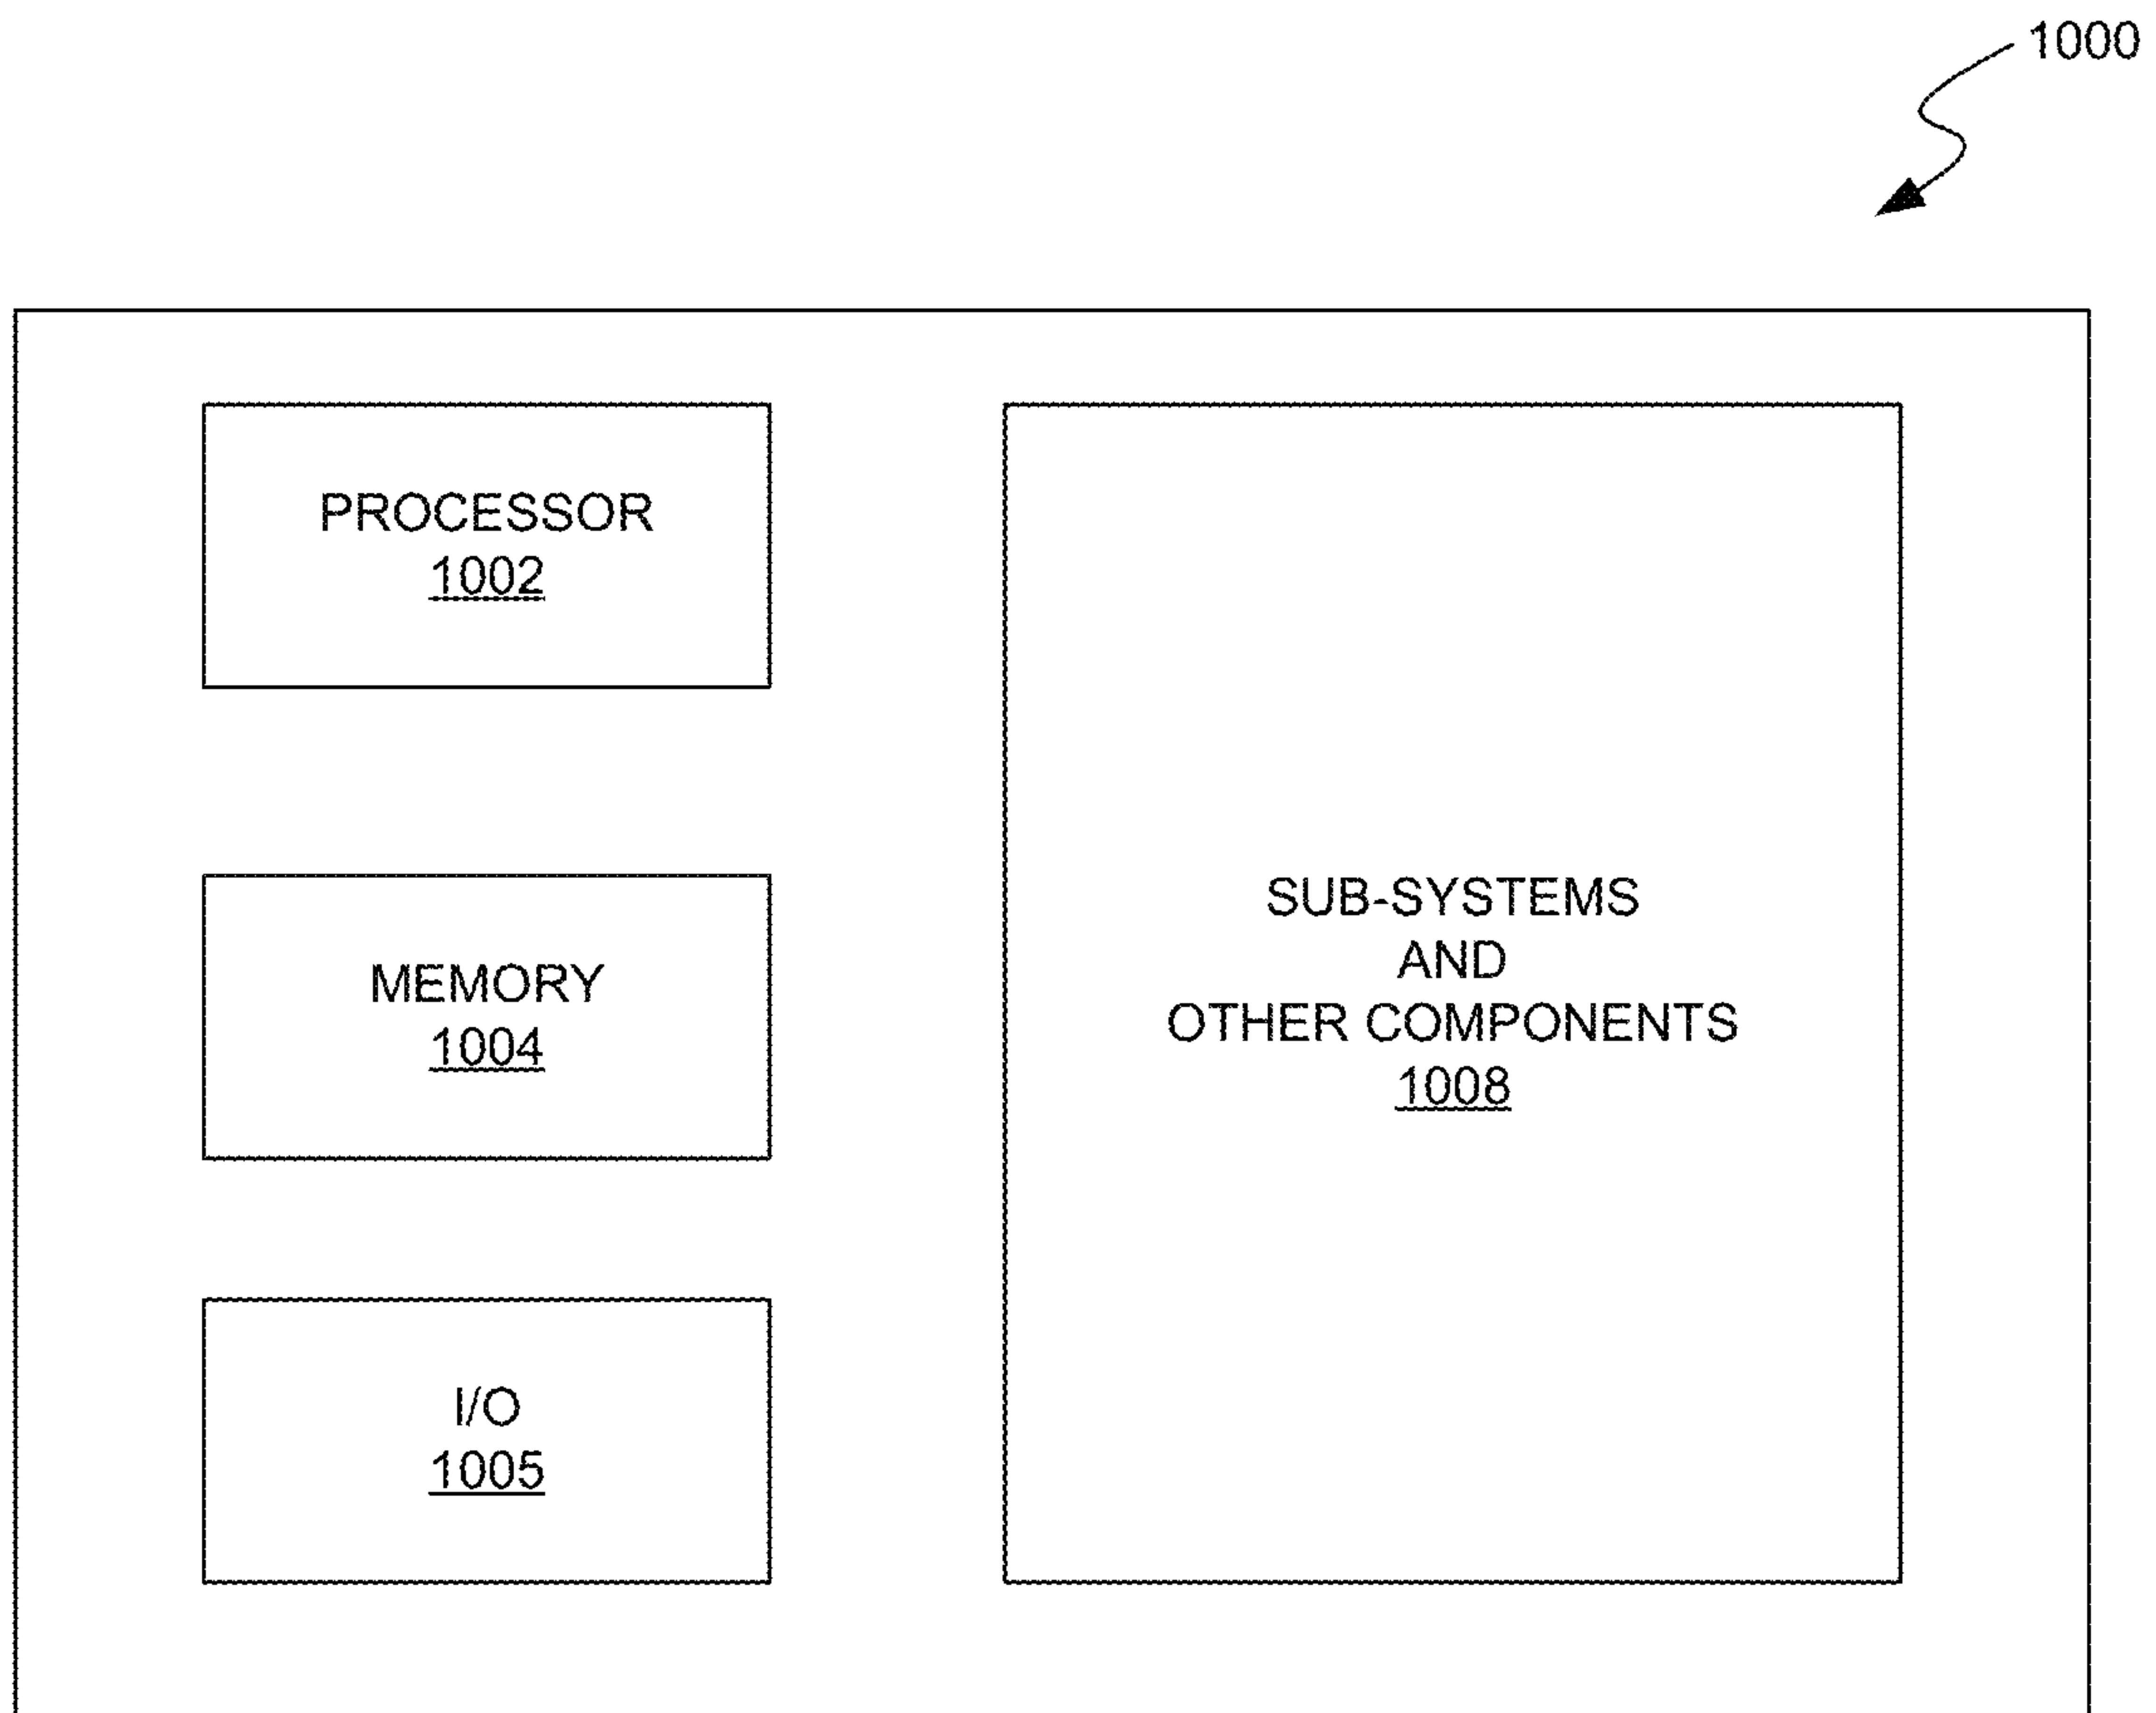 1000
PROCESSOR
1002
MEMORY
1004
I/O
1005
SUB-SYSTEMS
AND
OTHER COMPONENTS
1008